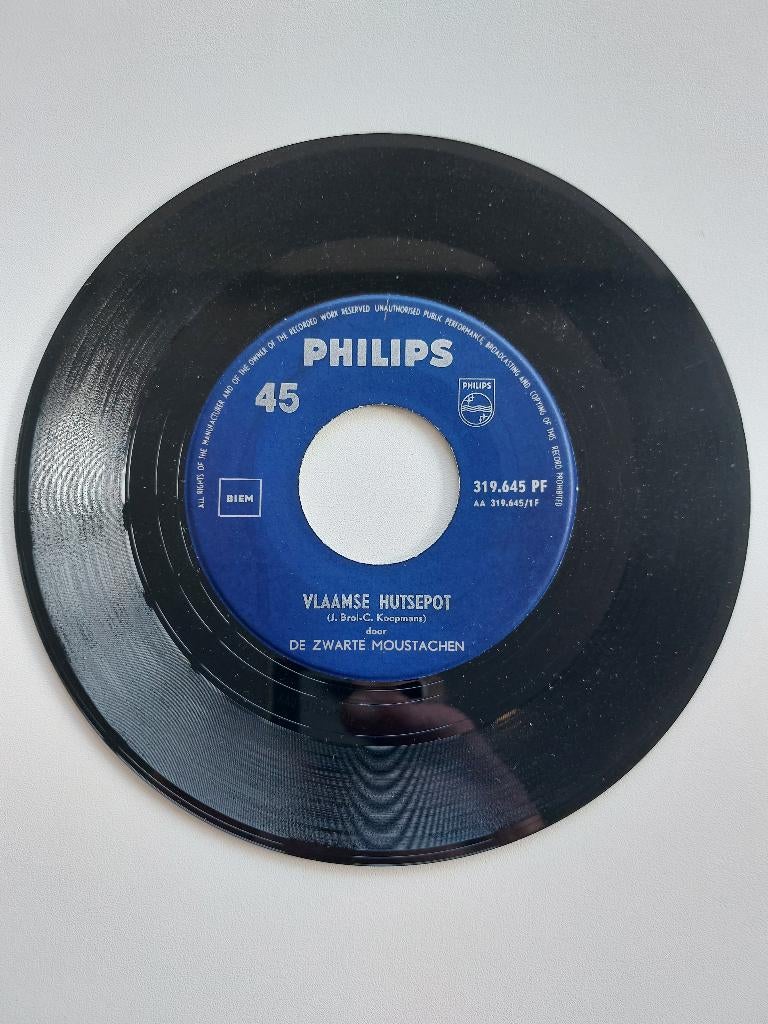 ALL RIGHTS OF THE MANUFACTURER AND OF THE OWNER OF THE RECORDED WORK RESERVED UNAUTHORISED PUBLIC PERFORMANCE, BROADCASTING AND COPYING OF THIS RECORD PROHIBITED
PHILIPS
45
PHILIPS
BIEM
319.645 PF
AA 319.645/1F
VLAAMSE HUTSEPOT
(J. Brol-C. Koopmans)
door
DE ZWARTE MOUSTACHEN